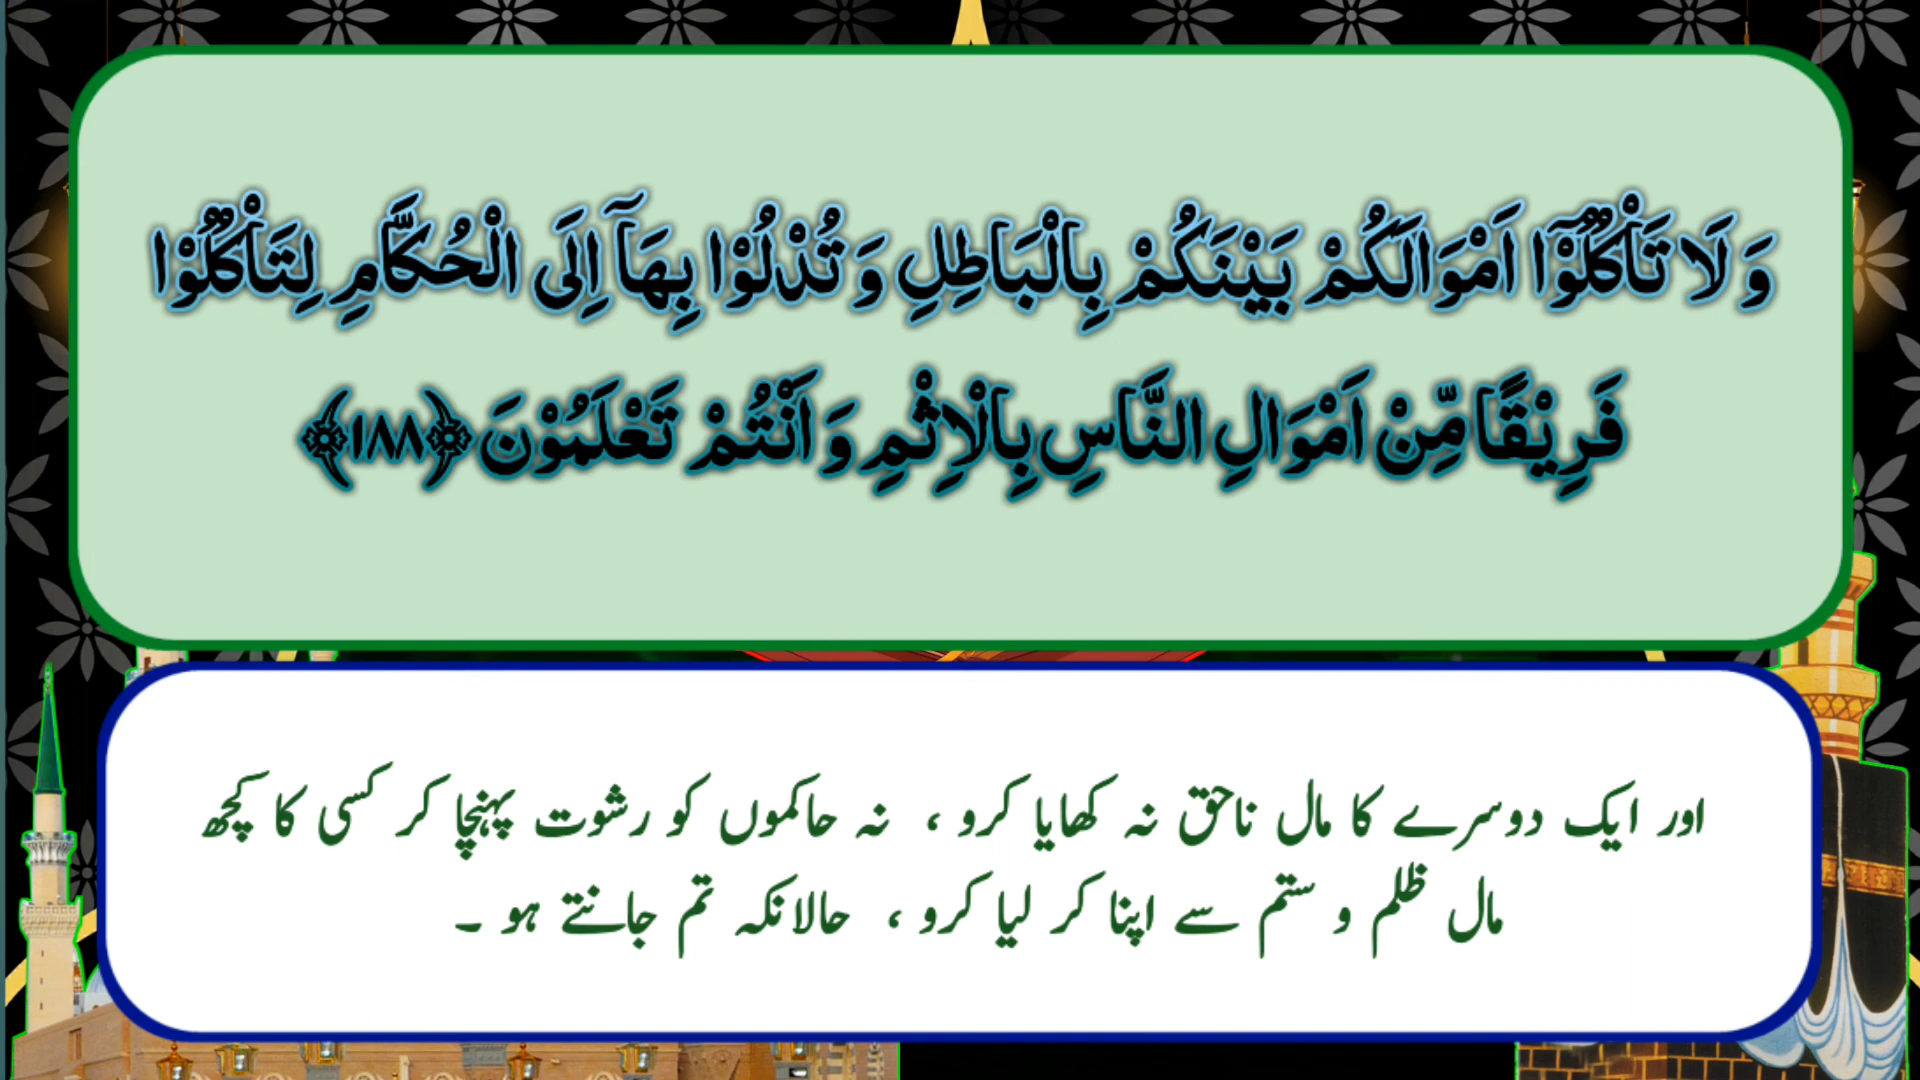 وَ لَا تَاْكُلُوْۤا اَمْوَالَكُمْ بَیْنَكُمْ بِالْبَاطِلِ وَ تُدْلُوْا بِهَاۤ اِلَى الْحُكَّامِ لِتَاْكُلُوْا
فَرِیْقًا مِّنْ اَمْوَالِ النَّاسِ بِالْاِثْمِ وَ اَنْتُمْ تَعْلَمُوْنَ ﴿۱۸۸﴾
اور ایک دوسرے کا مال ناحق نہ کھایا کرو ، نہ حاکموں کو رشوت پہنچا کر کسی کا کچھ
مال ظلم و ستم سے اپنا کر لیا کرو ، حالانکہ تم جانتے ہو ۔